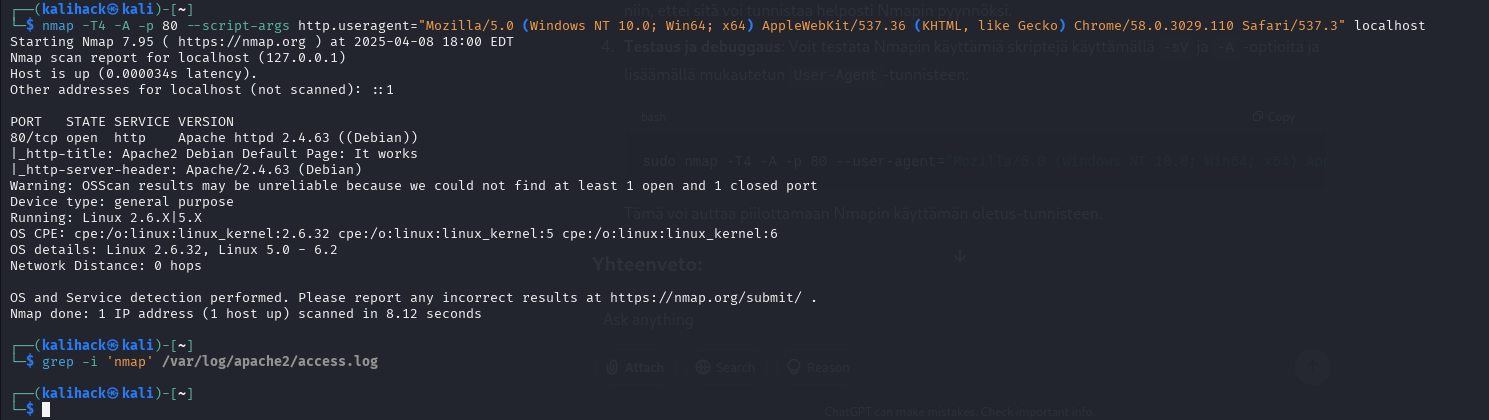 ┌──(kalihack㉿kali)-[~]
└─$ nmap -T4 -A -p 80 --script-args http.useragent="Mozilla/5.0 (Windows NT 10.0; Win64; x64) AppleWebKit/537.36 (KHTML, like Gecko) Chrome/58.0.3029.110 Safari/537.3" localhost
Starting Nmap 7.95 ( https://nmap.org ) at 2025-04-08 18:00 EDT
Nmap scan report for localhost (127.0.0.1)
Host is up (0.000034s latency).
Other addresses for localhost (not scanned): ::1
PORT   STATE SERVICE VERSION
80/tcp open  http    Apache httpd 2.4.63 ((Debian))
|_http-title: Apache2 Debian Default Page: It works
|_http-server-header: Apache/2.4.63 (Debian)
Warning: OSScan results may be unreliable because we could not find at least 1 open and 1 closed port
Device type: general purpose
Running: Linux 2.6.X|5.X
OS CPE: cpe:/o:linux:linux_kernel:2.6.32 cpe:/o:linux:linux_kernel:5 cpe:/o:linux:linux_kernel:6
OS details: Linux 2.6.32, Linux 5.0 - 6.2
Network Distance: 0 hops
OS and Service detection performed. Please report any incorrect results at https://nmap.org/submit/ .
Nmap done: 1 IP address (1 host up) scanned in 8.12 seconds
┌──(kalihack㉿kali)-[~]
└─$ grep -i 'nmap' /var/log/apache2/access.log
┌──(kalihack㉿kali)-[~]
└─$
niin, ettei sitä voi tunnistaa helposti Nmapin pyynnöksi.
4. Testaus ja debuggaus: Voit testata Nmapin käyttämiä skriptejä käyttämällä -sV ja -A -optioita ja
lisäämällä mukautetun User-Agent -tunnisteen:
bash
Copy
sudo nmap -T4 -A -p 80 --user-agent="Mozilla/5.0 (Windows NT 10.0; Win64; x64) App
Tämä voi auttaa piilottamaan Nmapin käyttämän oletus-tunnisteen.
Yhteenveto:
Ask anything
Attach
Search
Reason
ChatGPT can make mistakes. Check important info.